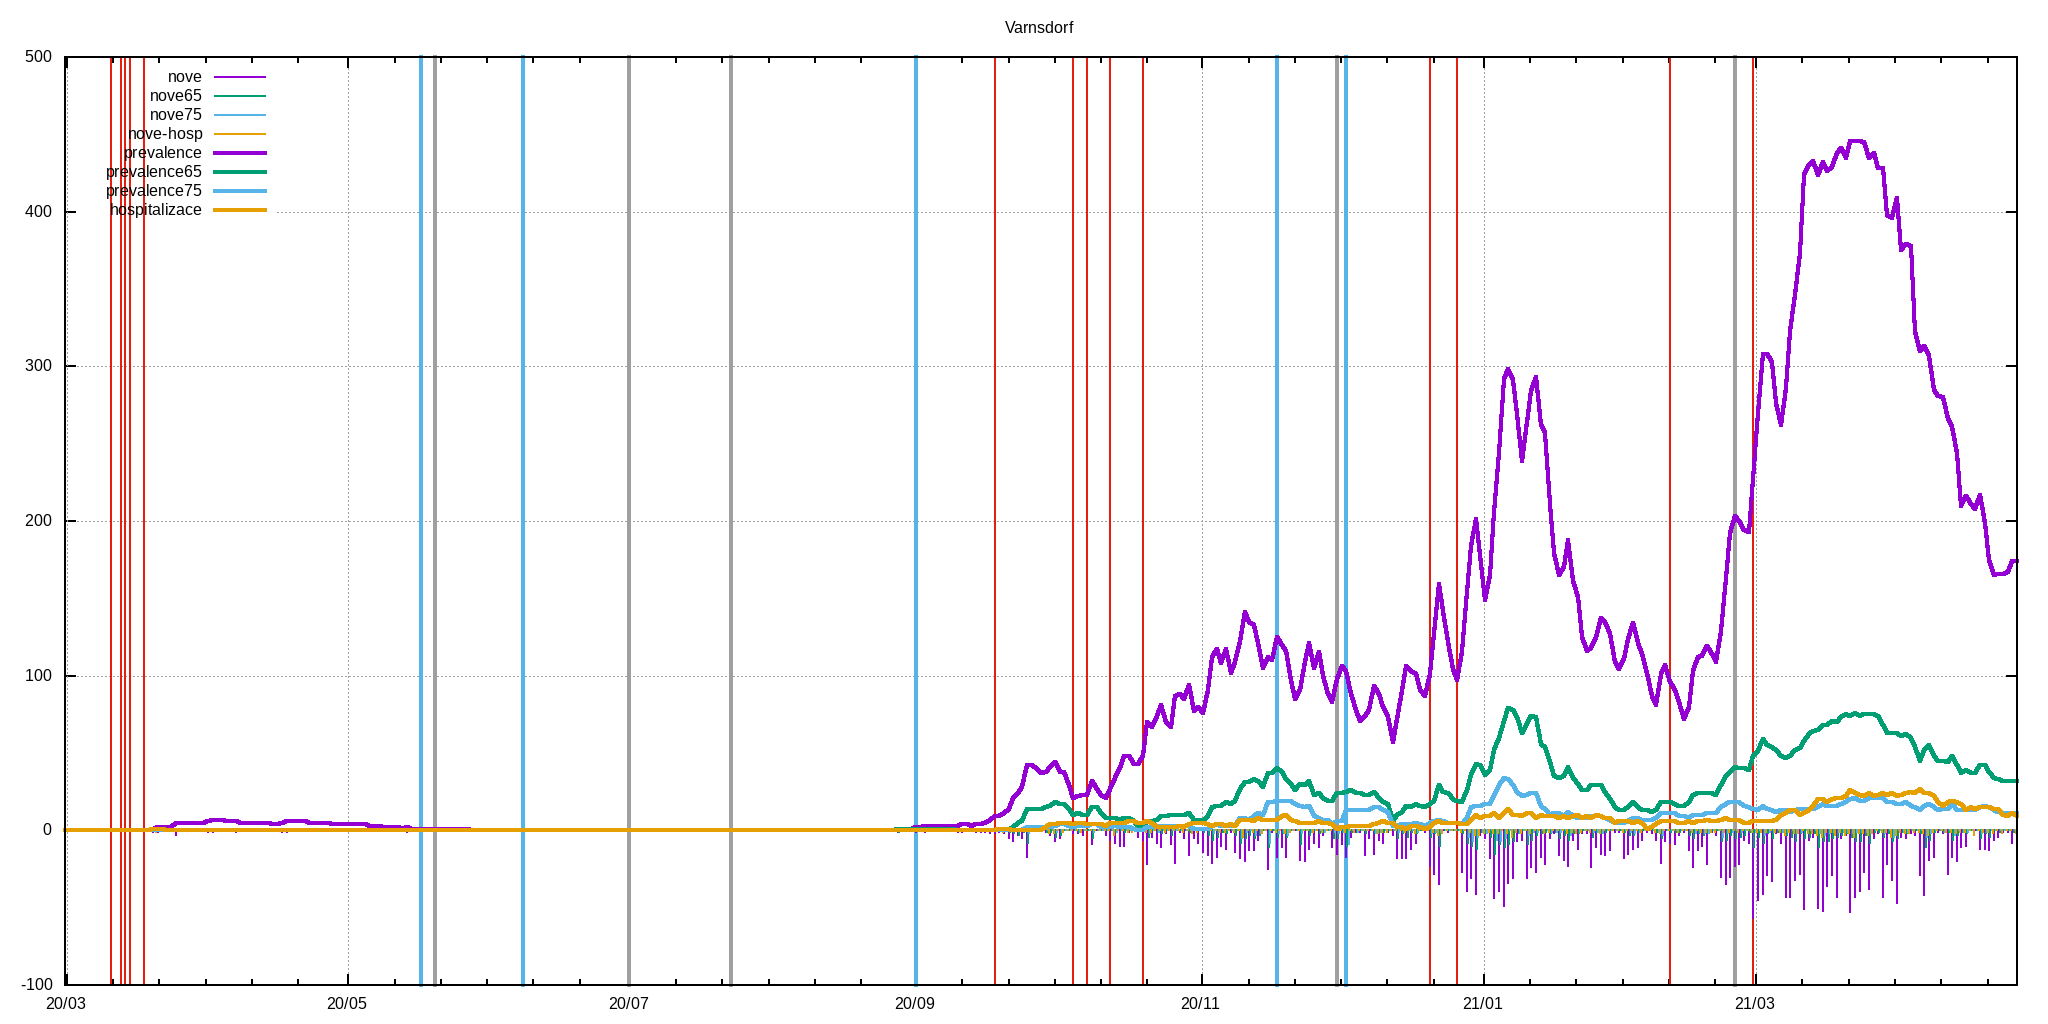 Varnsdorf
500
400
300
200
100
0
-100
nove
nove65
nove75
nove-hosp
prevalence
prevalence65
prevalence75
hospitalizace
20/03 20/05 20/07 20/09 20/11 21/01 21/03